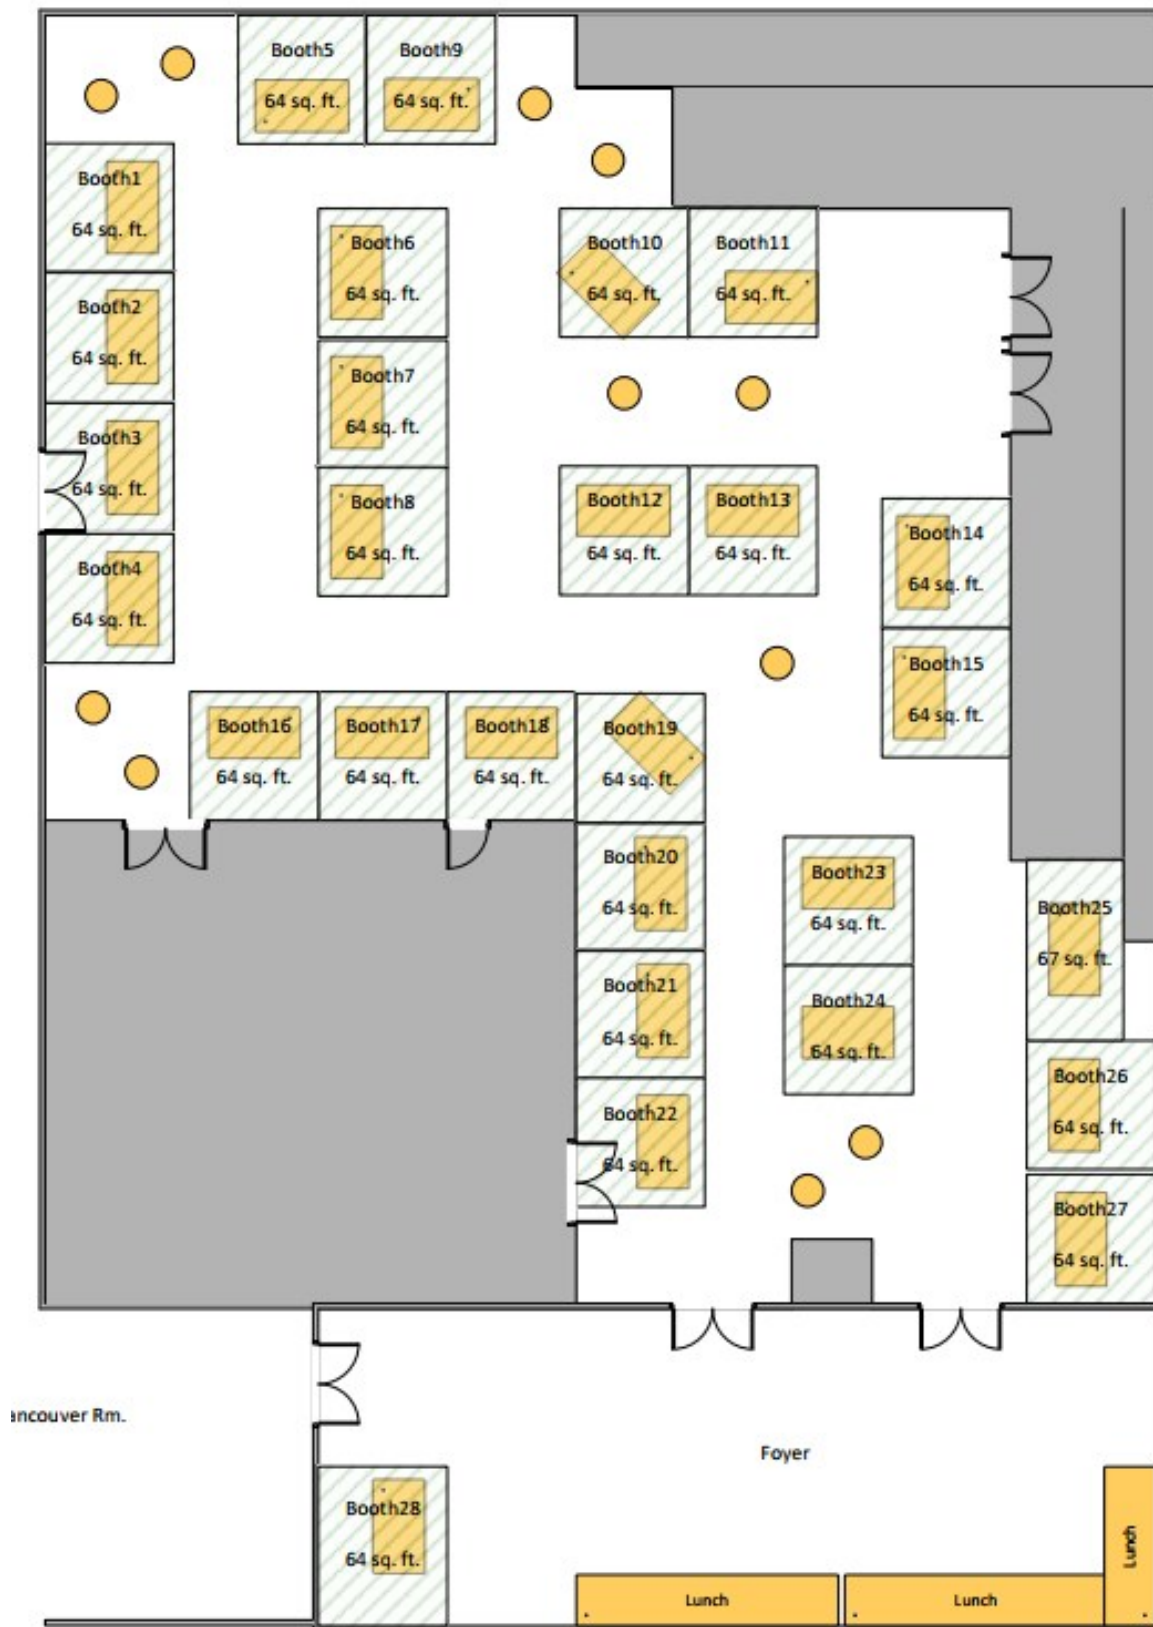 Booth5
64 sq. ft.
Booth9
64 sq. ft.
Booth1
64 sq. ft.
Booth2
64 sq. ft.
Booth3
64 sq. ft.
Booth4
64 sq. ft.
Booth6
64 sq. ft.
Booth7
64 sq. ft.
Booth8
64 sq. ft.
Booth10
64 sq. ft.
Booth11
64 sq. ft.
Booth12
64 sq. ft.
Booth13
64 sq. ft.
Booth14
64 sq. ft.
Booth15
64 sq. ft.
Booth16
64 sq. ft.
Booth17
64 sq. ft.
Booth18
64 sq. ft.
Booth19
64 sq. ft.
Booth20
64 sq. ft.
Booth21
64 sq. ft.
Booth22
64 sq. ft.
Booth23
64 sq. ft.
Booth24
64 sq. ft.
Booth25
67 sq. ft.
Booth26
64 sq. ft.
Booth27
64 sq. ft.
ancouver Rm.
Foyer
Booth28
64 sq. ft.
Lunch
Lunch
Lunch